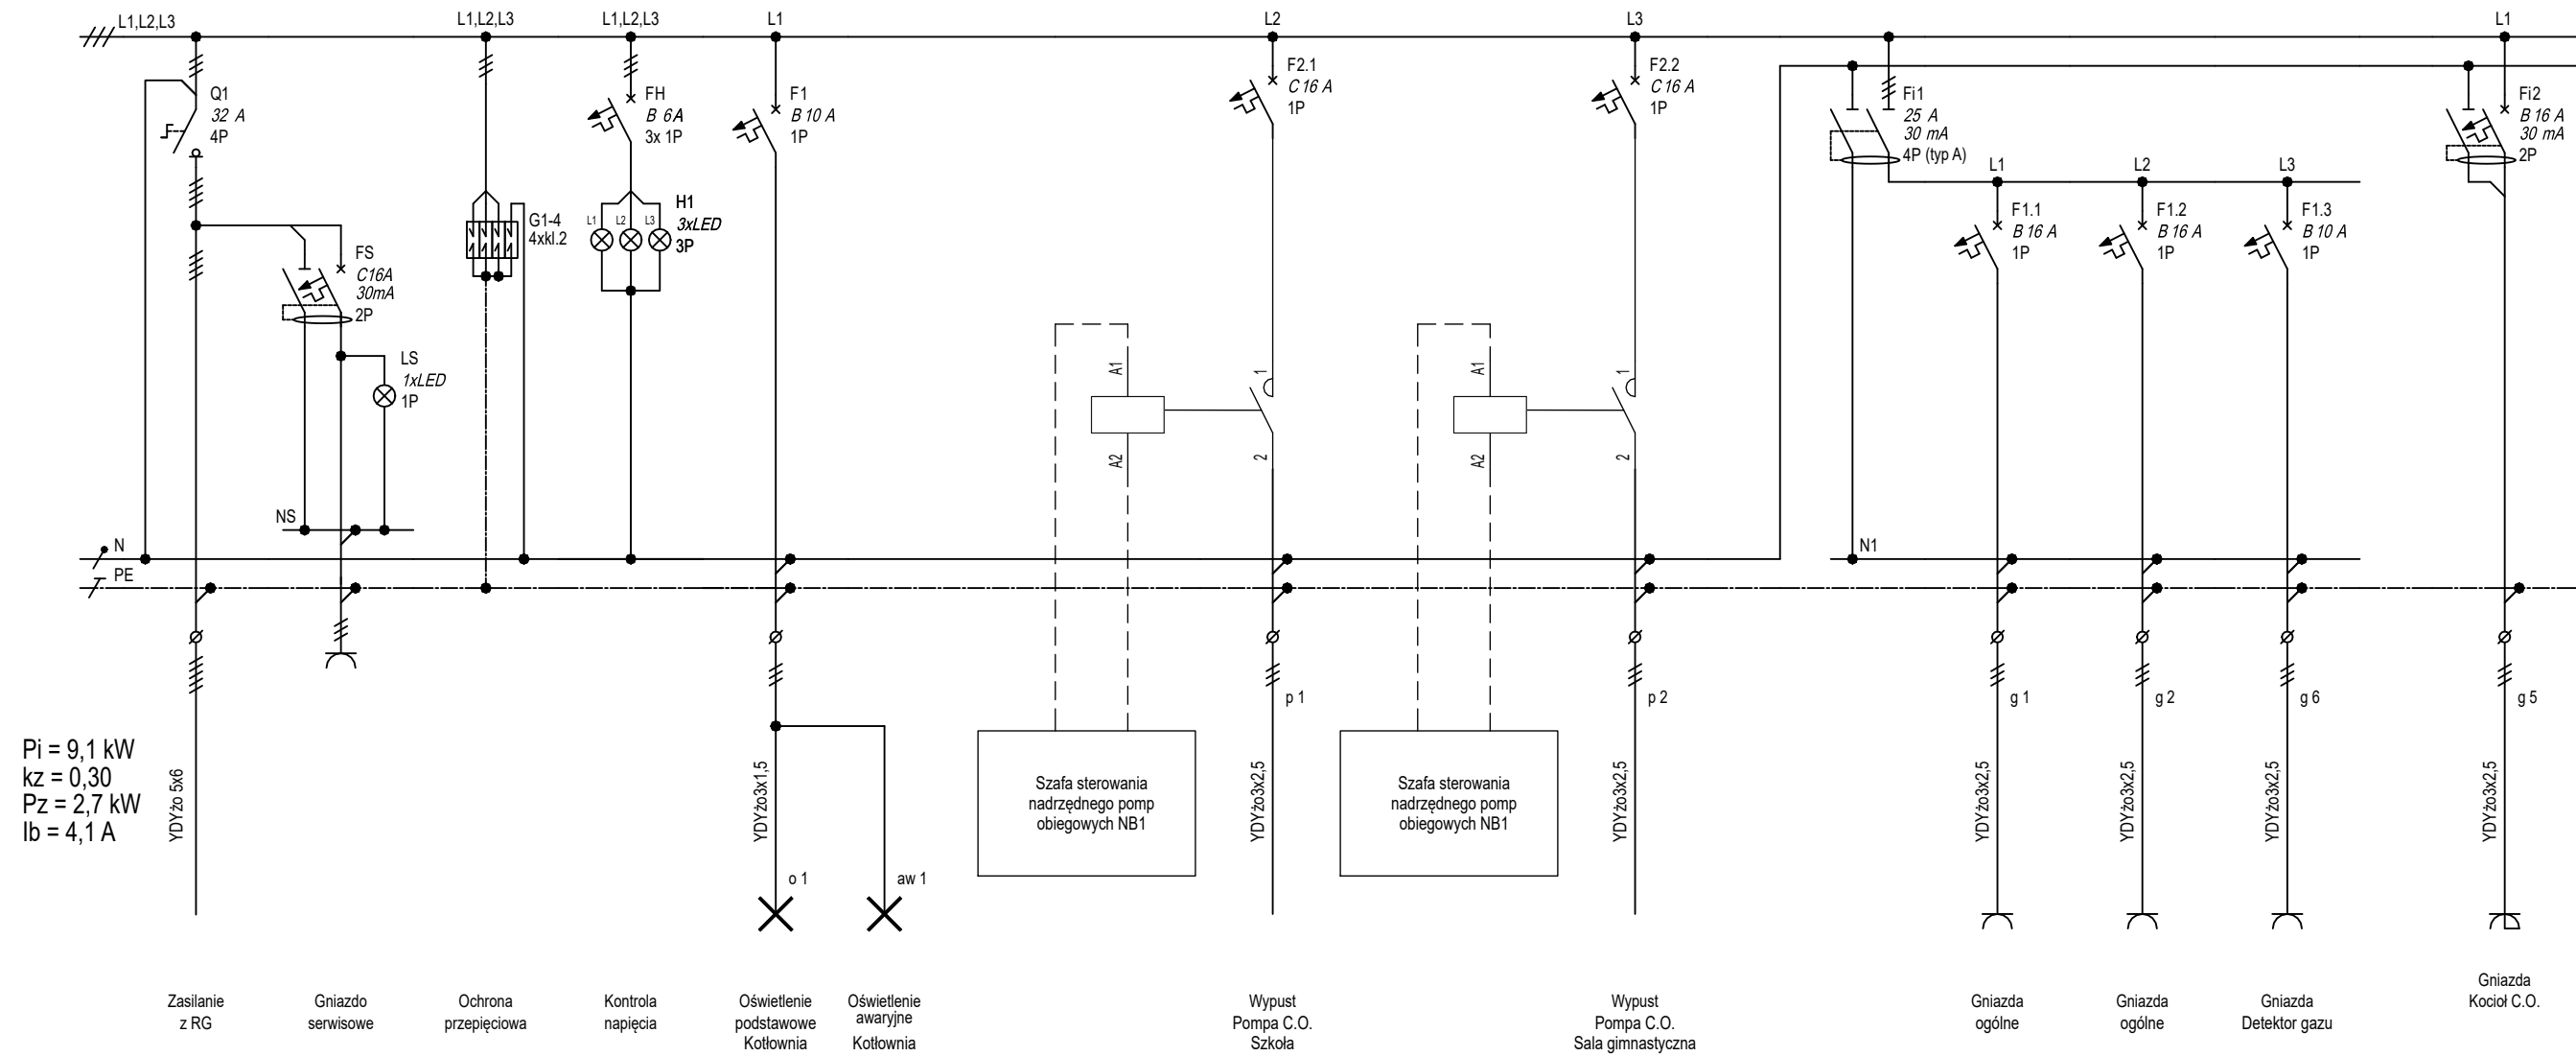 L1,L2,L3
L1,L2,L3
L1,L2,L3
L1
L2
L3
L1
Q1
32 A
4P
FH
B 6A
3x 1P
F1
B 10 A
1P
F2.1
C 16 A
1P
F2.2
C 16 A
1P
Fi1
25 A
30 mA
4P (typ A)
Fi2
B 16 A
30 mA
2P
L1
L2
L3
F1.1
B 16 A
1P
F1.2
B 16 A
1P
F1.3
B 10 A
1P
G1-4
4xkl.2
L1
L2
L3
H1
3xLED
3P
FS
C16A
30mA
2P
LS
1xLED
1P
A1
1
A2
2
A1
1
A2
2
NS
N
PE
N1
p 1
p 2
g 1
g 2
g 6
g 5
Pi = 9,1 kW
kz = 0,30
Pz = 2,7 kW
Ib = 4,1 A
YDYżo 5x6
YDYżo3x1,5
Szafa sterowania
nadrzędnego pomp
obiegowych NB1
YDYżo3x2,5
Szafa sterowania
nadrzędnego pomp
obiegowych NB1
YDYżo3x2,5
YDYżo3x2,5
YDYżo3x2,5
YDYżo3x2,5
YDYżo3x2,5
o 1
aw 1
Zasilanie
z RG
Gniazdo
serwisowe
Ochrona
przepięciowa
Kontrola
napięcia
Oświetlenie
podstawowe
Kotłownia
Oświetlenie
awaryjne
Kotłownia
Wypust
Pompa C.O.
Szkoła
Wypust
Pompa C.O.
Sala gimnastyczna
Gniazda
ogólne
Gniazda
ogólne
Gniazda
Detektor gazu
Gniazda
Kocioł C.O.